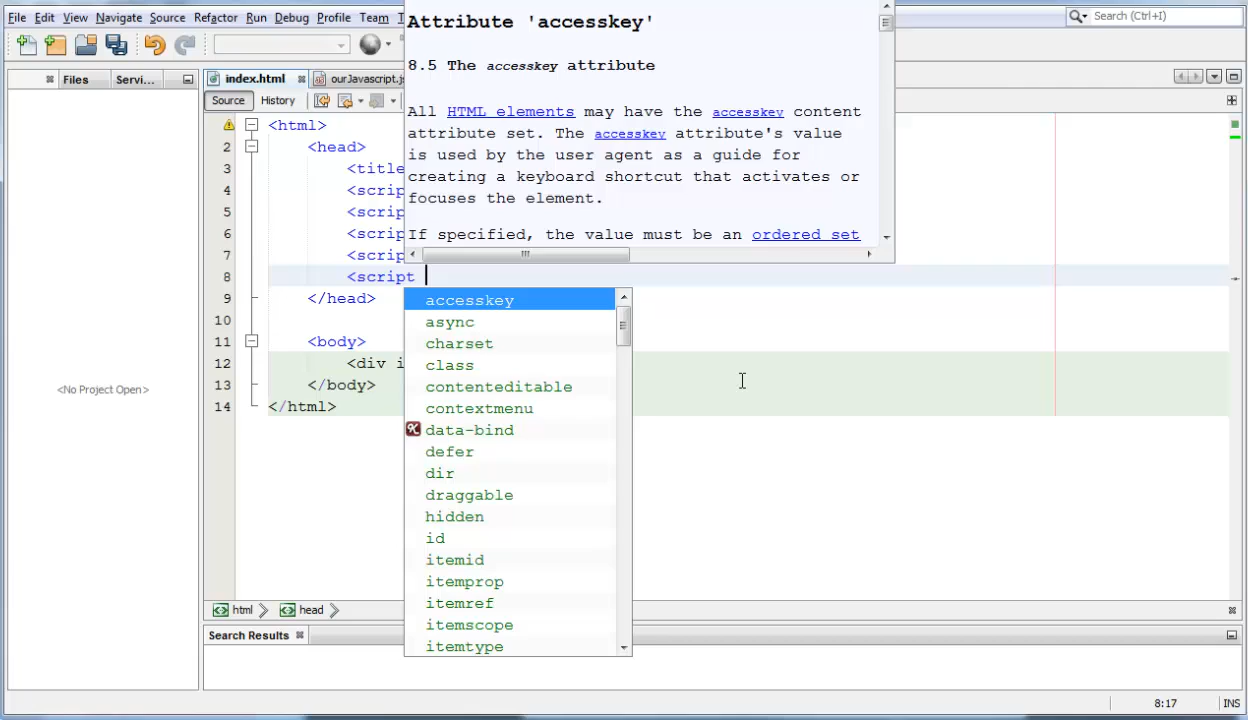 File Edit View Navigate Source Refactor Run Debug Profile Team
Search (Ctrl+I)
Attribute 'accesskey'
8.5 The accesskey attribute
All HTML elements may have the accesskey content
attribute set. The accesskey attribute's value
is used by the user agent as a guide for
creating a keyboard shortcut that activates or
focuses the element.
If specified, the value must be an ordered set
Files Servi...
index.html ourJavascript.js
Source History
<html>
2 <head>
3 <title
4 <scrip
5 <scrip
6 <scrip
7 <scrip
8 <script
9 </head>
10
11 <body>
12 <div i
13 </body>
14 </html>
accesskey
async
charset
class
contenteditable
contextmenu
data-bind
defer
dir
draggable
hidden
id
itemid
itemprop
itemref
itemscope
itemtype
<No Project Open>
html head
Search Results
8:17 INS